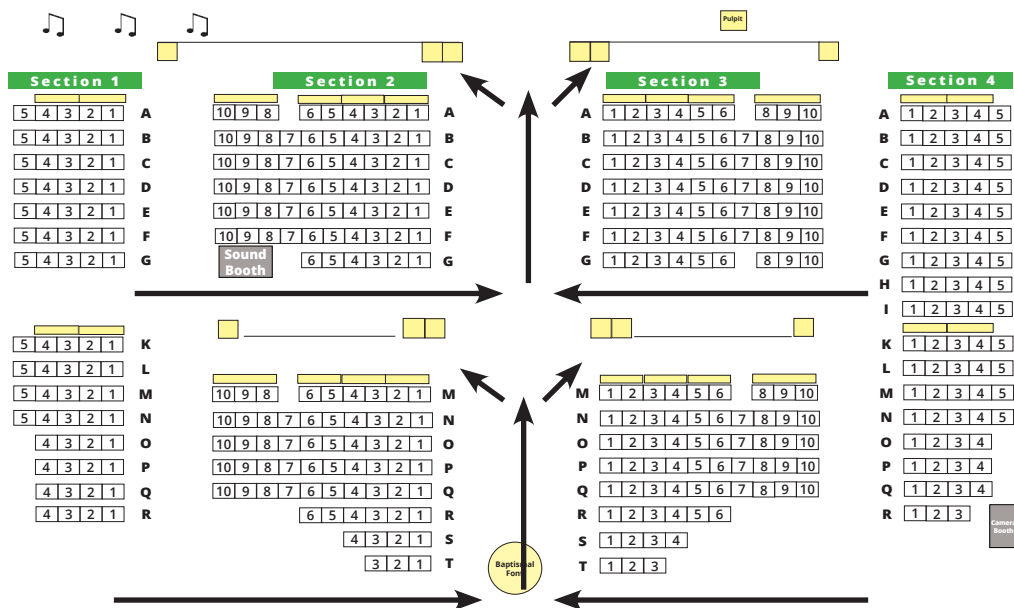 Pulpit
Section 1 Section 2 Section 3 Section 4
5 4 3 2 1 A 10 9 8 6 5 4 3 2 1 A A 1 2 3 4 5 6 8 9 10 A 1 2 3 4 5
5 4 3 2 1 B 10 9 8 7 6 5 4 3 2 1 B B 1 2 3 4 5 6 7 8 9 10 B 1 2 3 4 5
5 4 3 2 1 C 10 9 8 7 6 5 4 3 2 1 C C 1 2 3 4 5 6 7 8 9 10 C 1 2 3 4 5
5 4 3 2 1 D 10 9 8 7 6 5 4 3 2 1 D D 1 2 3 4 5 6 7 8 9 10 D 1 2 3 4 5
5 4 3 2 1 E 10 9 8 7 6 5 4 3 2 1 E E 1 2 3 4 5 6 7 8 9 10 E 1 2 3 4 5
5 4 3 2 1 F 10 9 8 7 6 5 4 3 2 1 F F 1 2 3 4 5 6 7 8 9 10 F 1 2 3 4 5
Sound
Booth
5 4 3 2 1 G 6 5 4 3 2 1 G G 1 2 3 4 5 6 8 9 10 G 1 2 3 4 5
H 1 2 3 4 5
I 1 2 3 4 5
5 4 3 2 1 K K 1 2 3 4 5
5 4 3 2 1 L L 1 2 3 4 5
5 4 3 2 1 M 10 9 8 6 5 4 3 2 1 M M 1 2 3 4 5 6 8 9 10 M 1 2 3 4 5
5 4 3 2 1 N 10 9 8 7 6 5 4 3 2 1 N N 1 2 3 4 5 6 7 8 9 10 N 1 2 3 4 5
4 3 2 1 O 10 9 8 7 6 5 4 3 2 1 O O 1 2 3 4 5 6 7 8 9 10 O 1 2 3 4
4 3 2 1 P 10 9 8 7 6 5 4 3 2 1 P P 1 2 3 4 5 6 7 8 9 10 P 1 2 3 4
4 3 2 1 Q 10 9 8 7 6 5 4 3 2 1 Q Q 1 2 3 4 5 6 7 8 9 10 Q 1 2 3 4
4 3 2 1 R 6 5 4 3 2 1 R R 1 2 3 4 5 6 R 1 2 3
Camera
Booth
4 3 2 1 S S 1 2 3 4
3 2 1 T T 1 2 3
Baptismal
Font